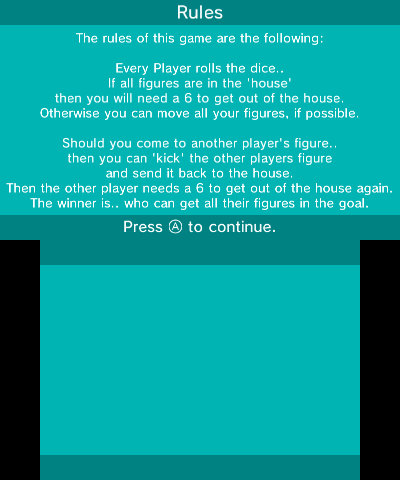 Rules
The rules of this game are the following:
Every Player rolls the dice..
If all figures are in the 'house'
then you will need a 6 to get out of the house.
Otherwise you can move all your figures, if possible.
Should you come to another player's figure..
then you can 'kick' the other players figure
and send it back to the house.
Then the other player needs a 6 to get out of the house again.
The winner is.. who can get all their figures in the goal.
Press Ⓐ to continue.